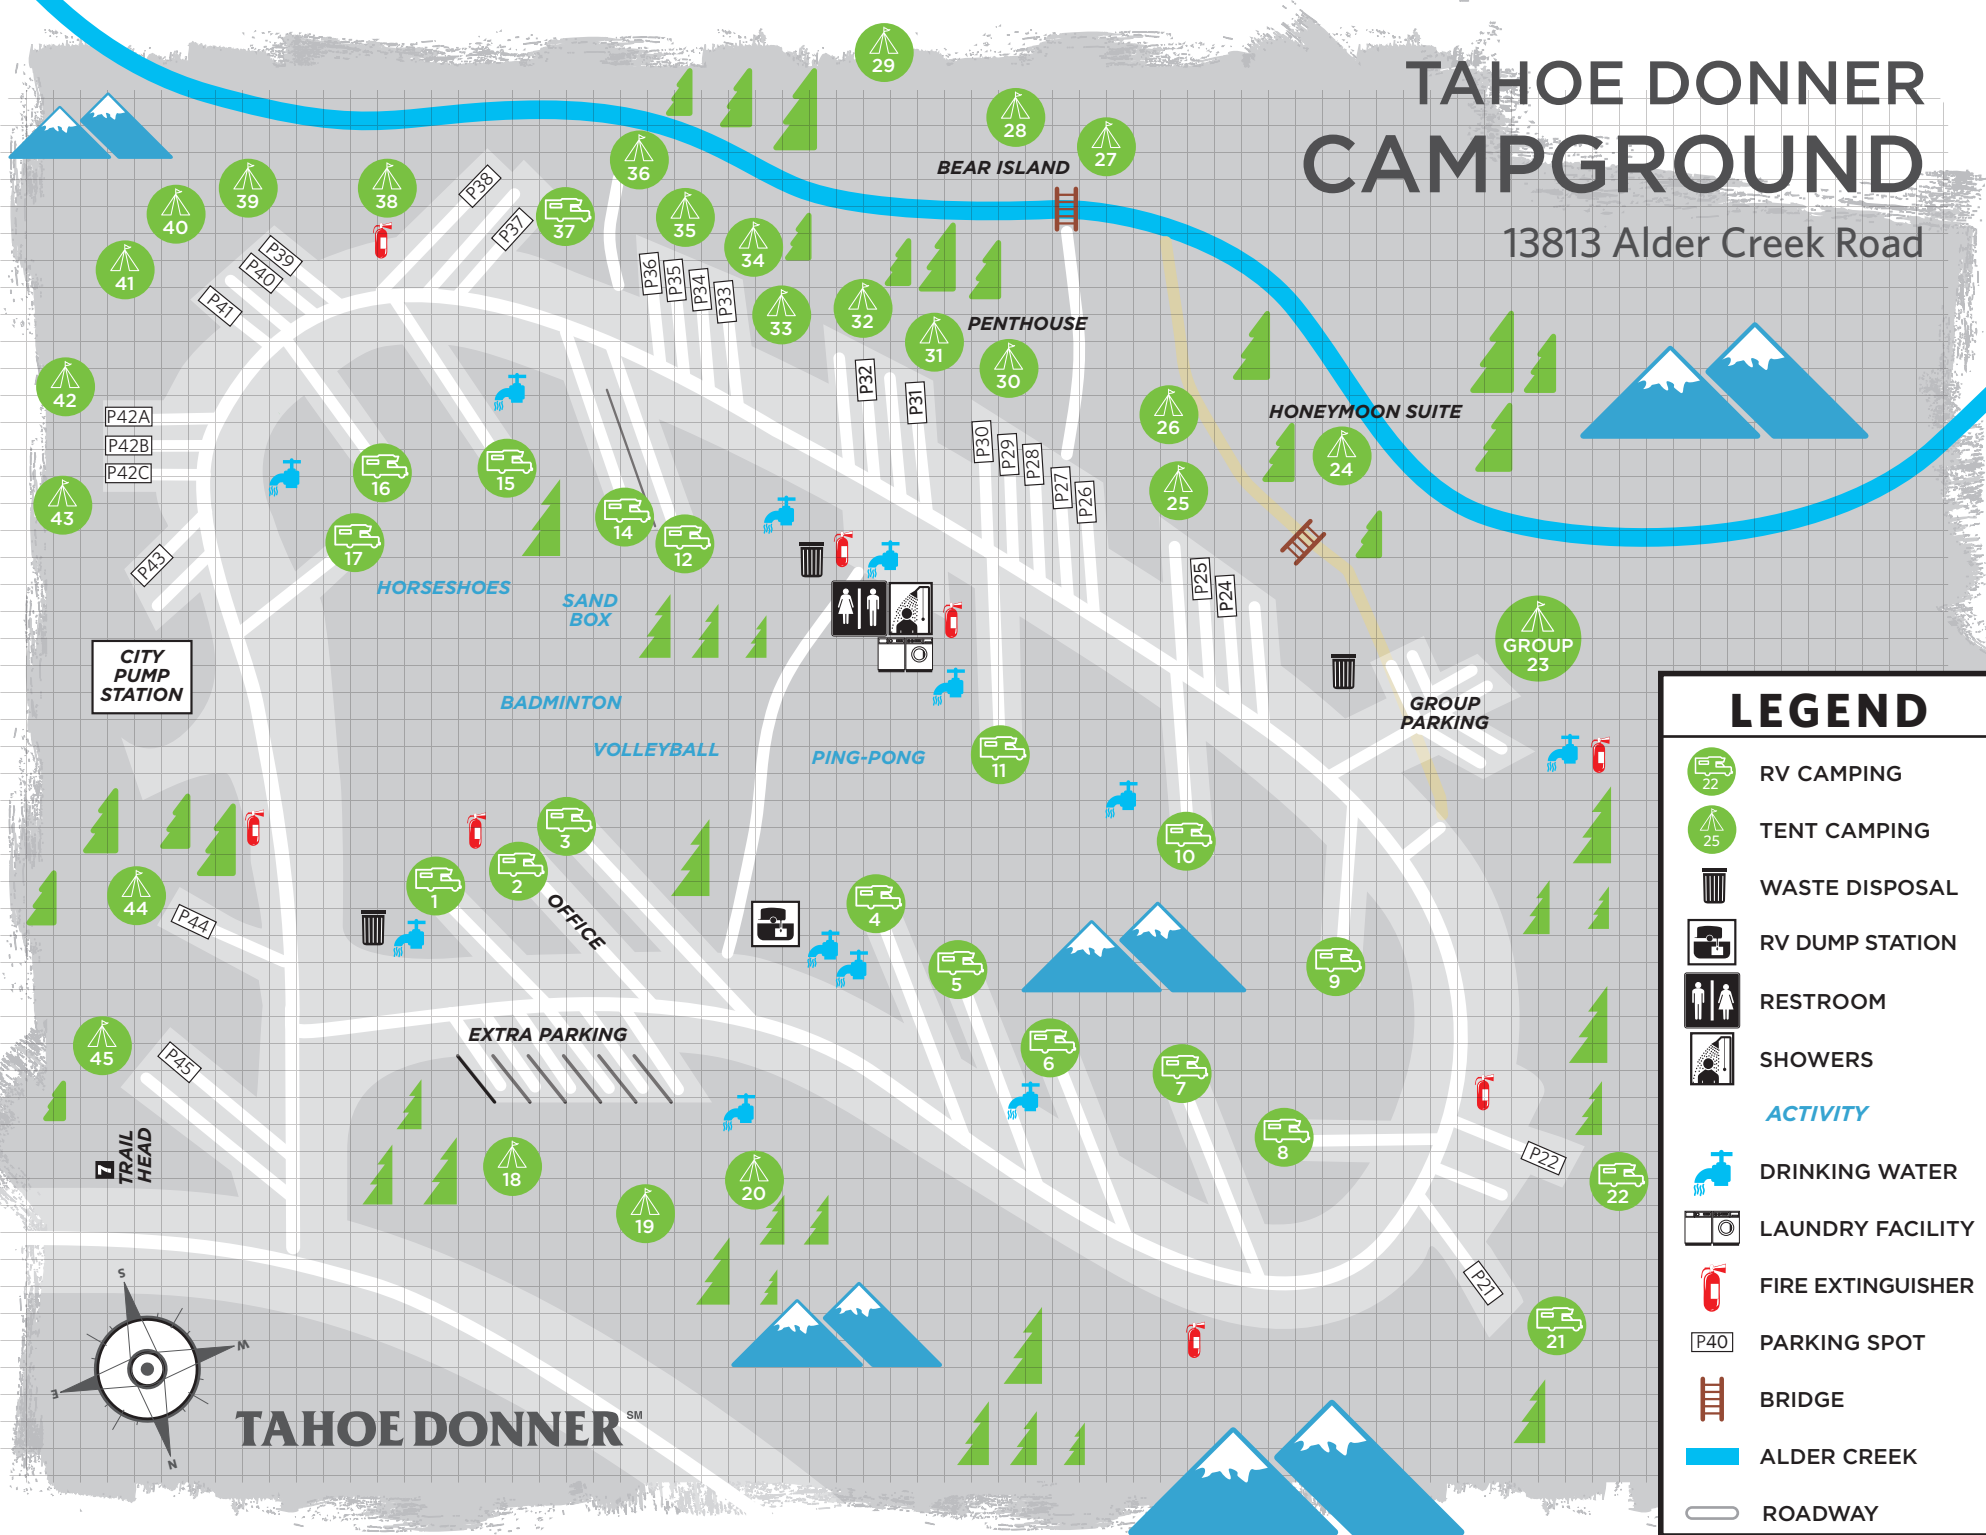 TAHOE DONNER
CAMPGROUND
13813 Alder Creek Road
29
28
27
BEAR ISLAND
36
39
38
40
P38
P37
37
35
34
41
P39
P40
P41
P36
P35
P34
P33
33
32
31
PENTHOUSE
30
42
P42A
P42B
P42C
43
P43
P32
P31
P30
P29
P28
P27
P26
26
25
HONEYMOON SUITE
24
16
15
14
12
17
HORSESHOES
SAND
BOX
P25
P24
GROUP
23
CITY
PUMP
STATION
BADMINTON
VOLLEYBALL
PING-PONG
11
GROUP
PARKING
10
3
2
1
OFFICE
44
P44
4
5
9
EXTRA PARKING
45
P45
6
7
8
P22
22
7
TRAIL
HEAD
18
19
20
P21
21
S
W
E
N
TAHOE DONNER SM
LEGEND
22
RV CAMPING
25
TENT CAMPING
WASTE DISPOSAL
RV DUMP STATION
RESTROOM
SHOWERS
ACTIVITY
DRINKING WATER
LAUNDRY FACILITY
FIRE EXTINGUISHER
P40
PARKING SPOT
BRIDGE
ALDER CREEK
ROADWAY